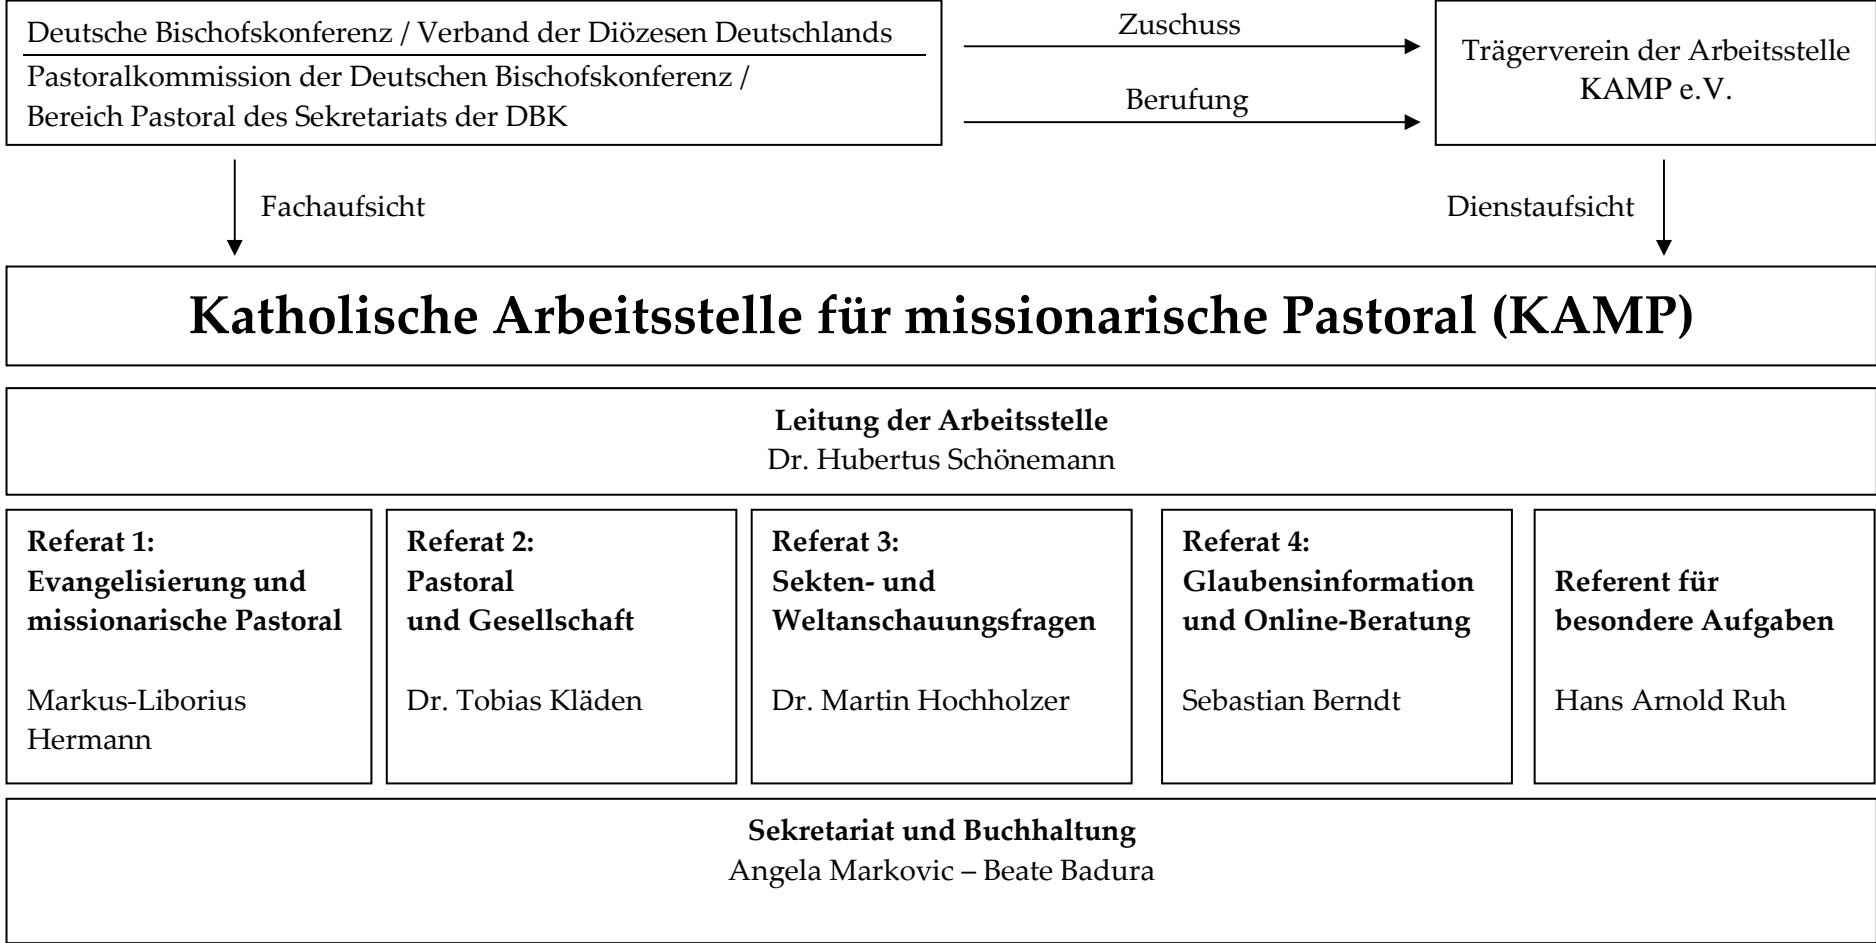 Deutsche Bischofskonferenz / Verband der Diözesen Deutschlands
Pastoralkommission der Deutschen Bischofskonferenz /
Bereich Pastoral des Sekretariats der DBK
Zuschuss
Berufung
Trägerverein der Arbeitsstelle
KAMP e.V.
Fachaufsicht
Dienstaufsicht
Katholische Arbeitsstelle für missionarische Pastoral (KAMP)
Leitung der Arbeitsstelle
Dr. Hubertus Schönemann
Referat 1:
Evangelisierung und
missionarische Pastoral
Markus-Liborius
Hermann
Referat 2:
Pastoral
und Gesellschaft
Dr. Tobias Kläden
Referat 3:
Sekten- und
Weltanschauungsfragen
Dr. Martin Hochholzer
Referat 4:
Glaubensinformation
und Online-Beratung
Sebastian Berndt
Referent für
besondere Aufgaben
Hans Arnold Ruh
Sekretariat und Buchhaltung
Angela Markovic – Beate Badura